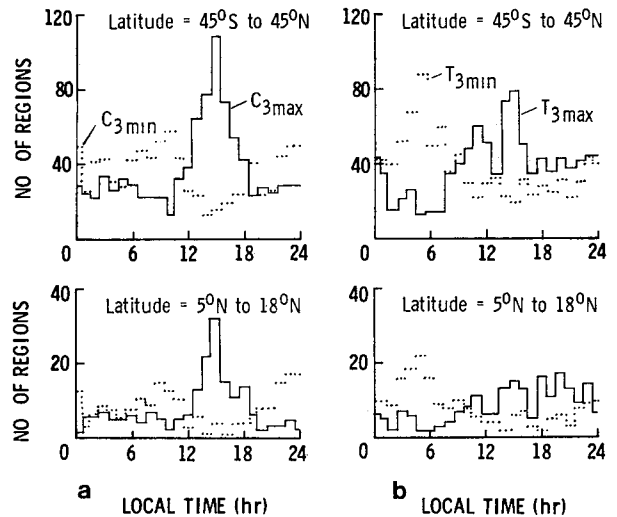 Latitude = 45°S to 45°N
NO OF REGIONS
120
80
40
0
C3min
C3max
0 6 12 18 24
Latitude = 45°S to 45°N
120
80
40
0
T3min
T3max
0 6 12 18 24
Latitude = 5°N to 18°N
NO OF REGIONS
40
20
0 6 12 18 24
a LOCAL TIME (hr)
Latitude = 5°N to 18°N
40
20
0 6 12 18 24
b LOCAL TIME (hr)